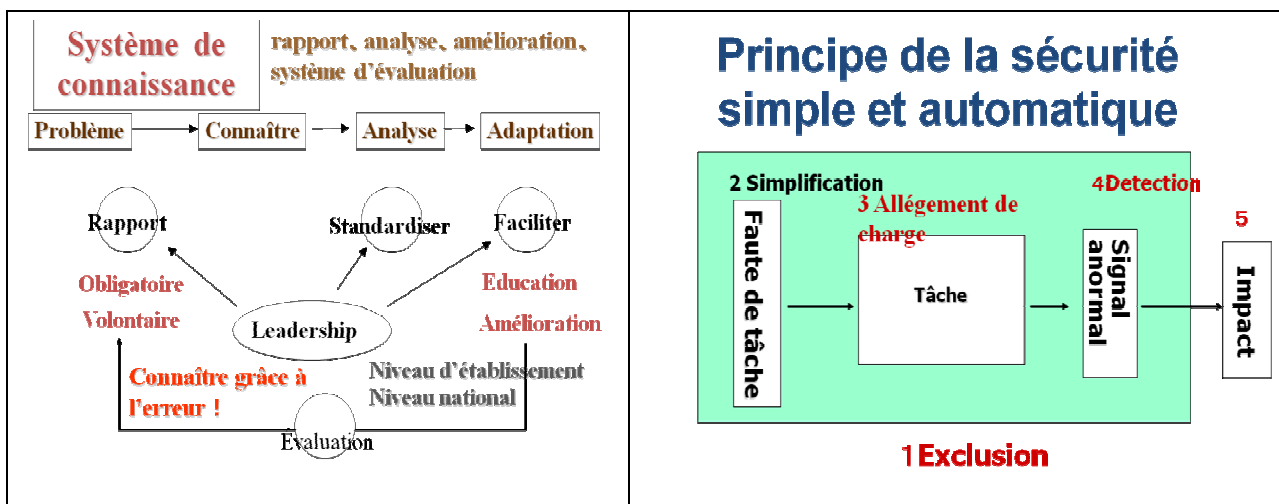 Système de
connaissance
rapport、analyse、amélioration、
système d'évaluation
Problème
Connaître
Analyse
Adaptation
Rapport
Standardiser
Faciliter
Obligatoire
Volontaire
Education
Amélioration
Leadership
Connaître grâce à
l'erreur !
Niveau d'établissement
Niveau national
Evaluation
Principe de la sécurité
simple et automatique
2 Simplification
4Detection
3 Allégement de
charge
5
Faute de tâche
Tâche
Signal
anormal
Impact
1Exclusion